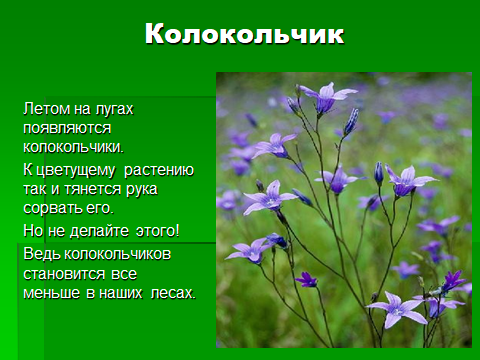 Колокольчик
Летом на лугах
появляются
колокольчики.
К цветущему растению
так и тянется рука
сорвать его.
Но не делайте этого!
Ведь колокольчиков
становится все
меньше в наших лесах.